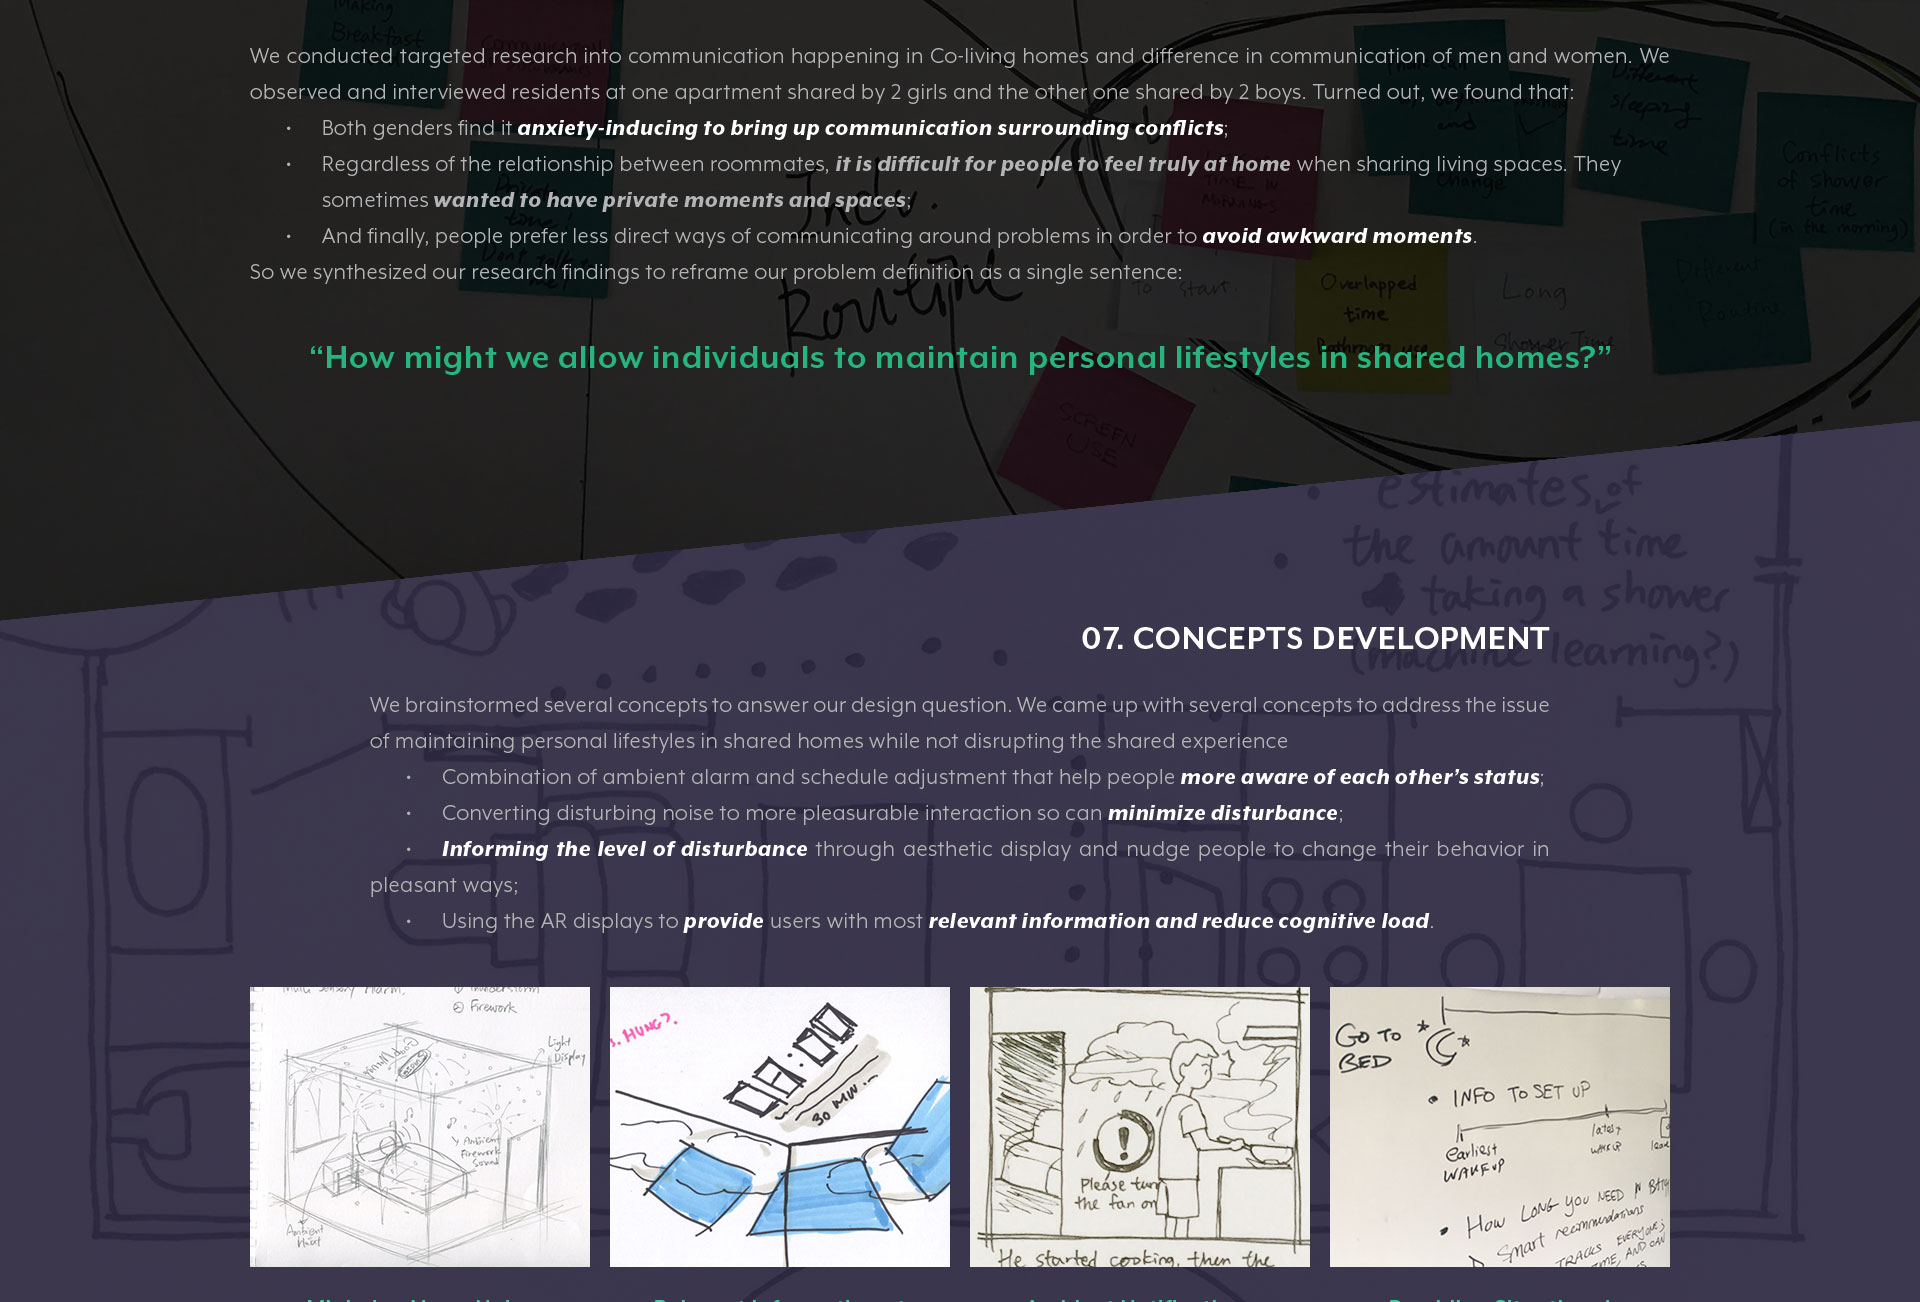 Making
Breakfast
We conducted targeted research into communication happening in Co-living homes and difference in communication of men and women. We
observed and interviewed residents at one apartment shared by 2 girls and the other one shared by 2 boys. Turned out, we found that:
• Both genders find it anxiety-inducing to bring up communication surrounding conflicts;
• Regardless of the relationship between roommates, it is difficult for people to feel truly at home when sharing living spaces. They
sometimes wanted to have private moments and spaces;
• And finally, people prefer less direct ways of communicating around problems in order to avoid awkward moments.
So we synthesized our research findings to reframe our problem definition as a single sentence:
“How might we allow individuals to maintain personal lifestyles in shared homes?”
Indv.
Routine
Different
sleeping
time
Conflicts
of shower
time
(in the morning)
change
TIME IN
MORNINGS
to start.
Overlapped
time
Bathroom use
Long
Shower Time
Different
Routine
SCREEN
USE
estimates of
the amount time
taking a shower
(machine learning?)
07. CONCEPTS DEVELOPMENT
We brainstormed several concepts to answer our design question. We came up with several concepts to address the issue
of maintaining personal lifestyles in shared homes while not disrupting the shared experience
• Combination of ambient alarm and schedule adjustment that help people more aware of each other’s status;
• Converting disturbing noise to more pleasurable interaction so can minimize disturbance;
• Informing the level of disturbance through aesthetic display and nudge people to change their behavior in
pleasant ways;
• Using the AR displays to provide users with most relevant information and reduce cognitive load.
② Firework
Light
Display
Ambient
Firework
Sound
Ambient
HUNG?.
30 MIN
!
Please turn
the fan on
He started cooking, then the
GO TO
BED
• INFO TO SET UP
earliest
WAKE UP
latest
WAKE UP
• HOW LONG YOU NEED IN
Smart recommendations
TRACKS EVERYONE'S
TIME, AND CAN